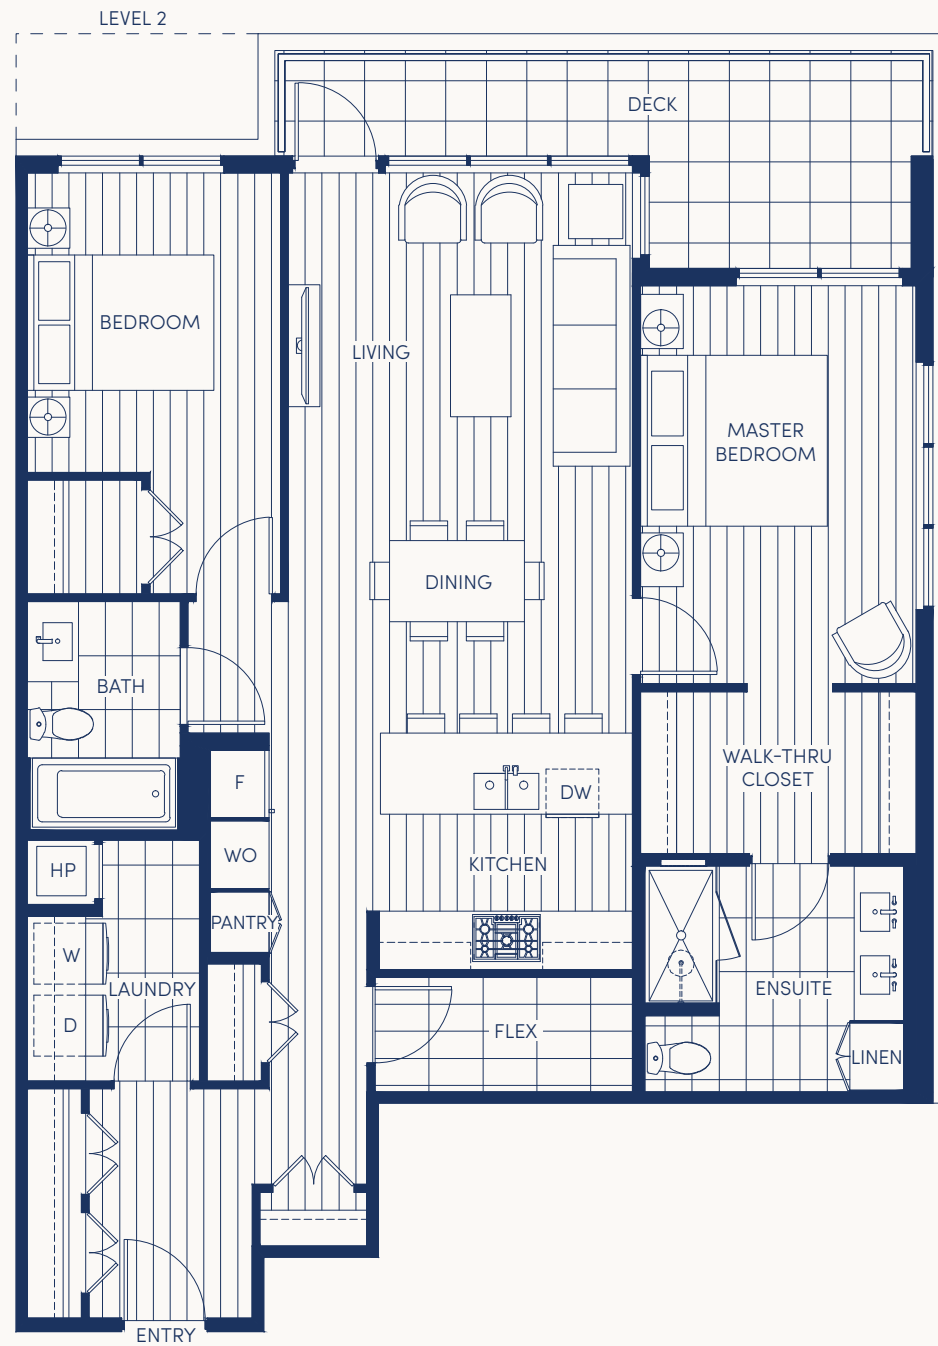 LEVEL 2
DECK
BEDROOM
LIVING
MASTER
BEDROOM
DINING
BATH
WALK-THRU
CLOSET
F
DW
WO
KITCHEN
HP
PANTRY
W
LAUNDRY
ENSUITE
D
FLEX
LINEN
ENTRY